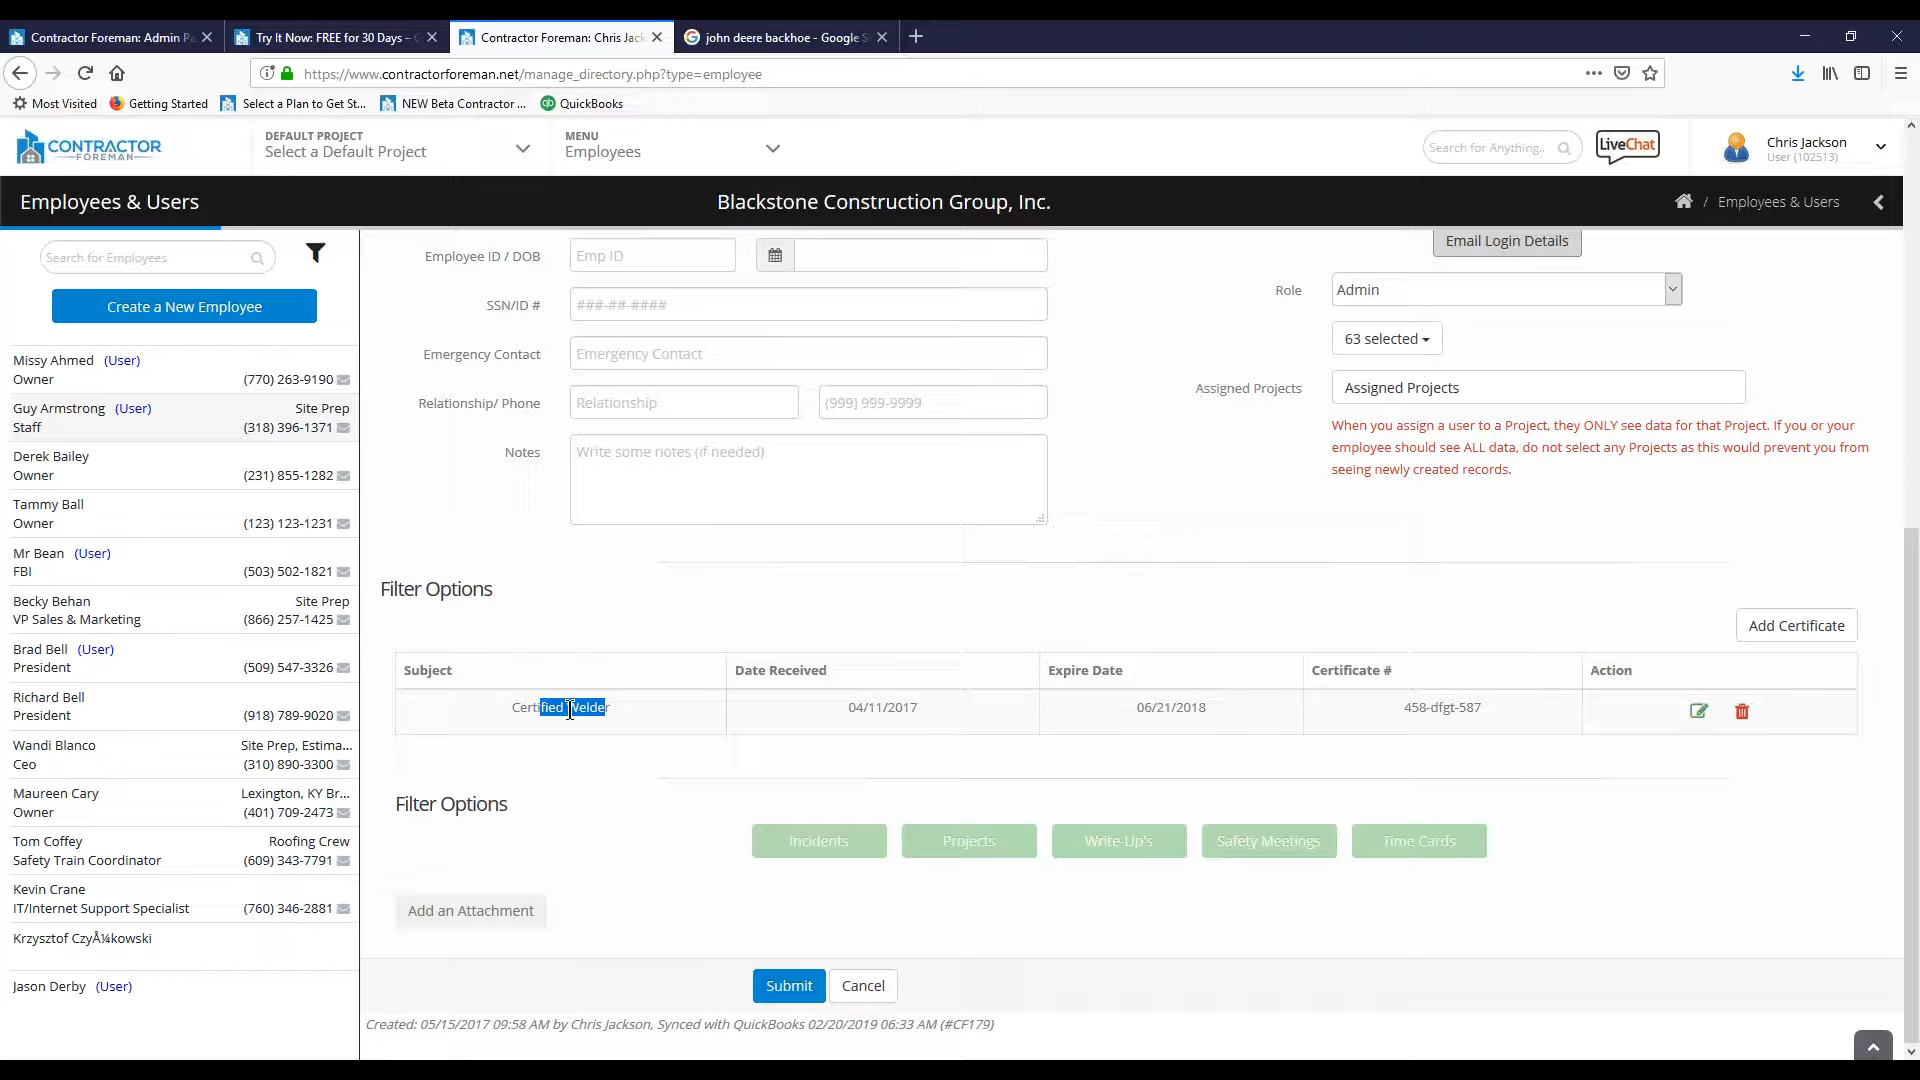 Contractor Foreman: Admin Pa
Try It Now: FREE for 30 Days –
Contractor Foreman: Chris Jack
john deere backhoe - Google S
https://www.contractorforeman.net/manage_directory.php?type=employee
Most Visited
Getting Started
Select a Plan to Get St...
NEW Beta Contractor ...
QuickBooks
CONTRACTOR
FOREMAN
DEFAULT PROJECT
Select a Default Project
MENU
Employees
Search for Anything..
LiveChat
Chris Jackson
User (102513)
Employees & Users
Blackstone Construction Group, Inc.
/ Employees & Users
Search for Employees
Create a New Employee
Missy Ahmed (User)
Owner (770) 263-9190
Guy Armstrong (User) Site Prep
Staff (318) 396-1371
Derek Bailey
Owner (231) 855-1282
Tammy Ball
Owner (123) 123-1231
Mr Bean (User)
FBI (503) 502-1821
Becky Behan Site Prep
VP Sales & Marketing (866) 257-1425
Brad Bell (User)
President (509) 547-3326
Richard Bell
President (918) 789-9020
Wandi Blanco Site Prep, Estima...
Ceo (310) 890-3300
Maureen Cary Lexington, KY Br...
Owner (401) 709-2473
Tom Coffey Roofing Crew
Safety Train Coordinator (609) 343-7791
Kevin Crane
IT/Internet Support Specialist (760) 346-2881
Krzysztof CzyÅ¼kowski
Jason Derby (User)
Employee ID / DOB Emp ID
SSN/ID # ###-##-####
Emergency Contact Emergency Contact
Relationship/ Phone Relationship (999) 999-9999
Notes Write some notes (if needed)
Email Login Details
Role Admin
63 selected
Assigned Projects Assigned Projects
When you assign a user to a Project, they ONLY see data for that Project. If you or your
employee should see ALL data, do not select any Projects as this would prevent you from
seeing newly created records.
Filter Options
Add Certificate
Subject Date Received Expire Date Certificate # Action
Certified Welder 04/11/2017 06/21/2018 458-dfgt-587
Filter Options
Incidents Projects Write-Up's Safety Meetings Time Cards
Add an Attachment
Submit Cancel
Created: 05/15/2017 09:58 AM by Chris Jackson, Synced with QuickBooks 02/20/2019 06:33 AM (#CF179)